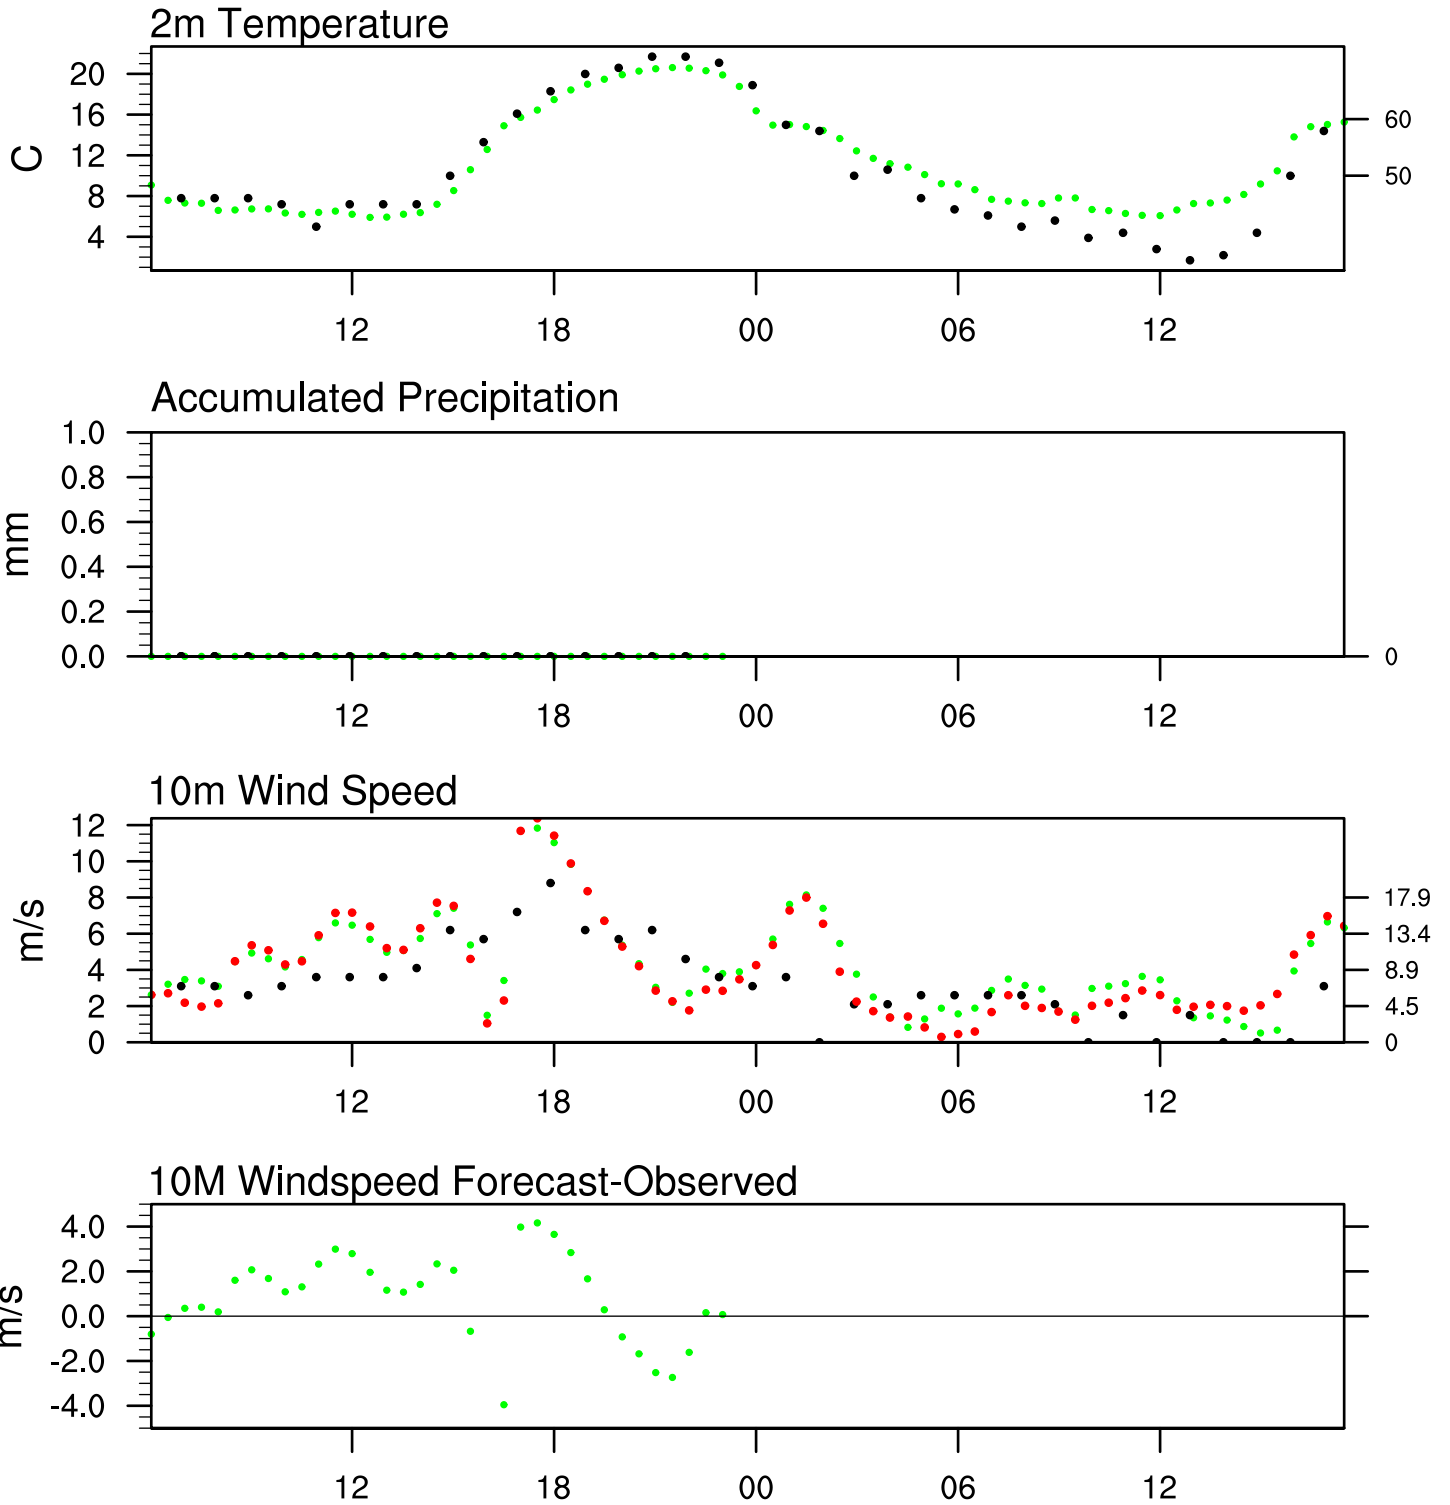 2m Temperature
20
16
12
8
4
C
60
50
12 18 00 06 12
Accumulated Precipitation
1.0
0.8
0.6
0.4
0.2
0.0
mm
0
12 18 00 06 12
10m Wind Speed
12
10
8
6
4
2
0
m/s
17.9
13.4
8.9
4.5
0
12 18 00 06 12
10M Windspeed Forecast-Observed
4.0
2.0
0.0
-2.0
-4.0
m/s
12 18 00 06 12